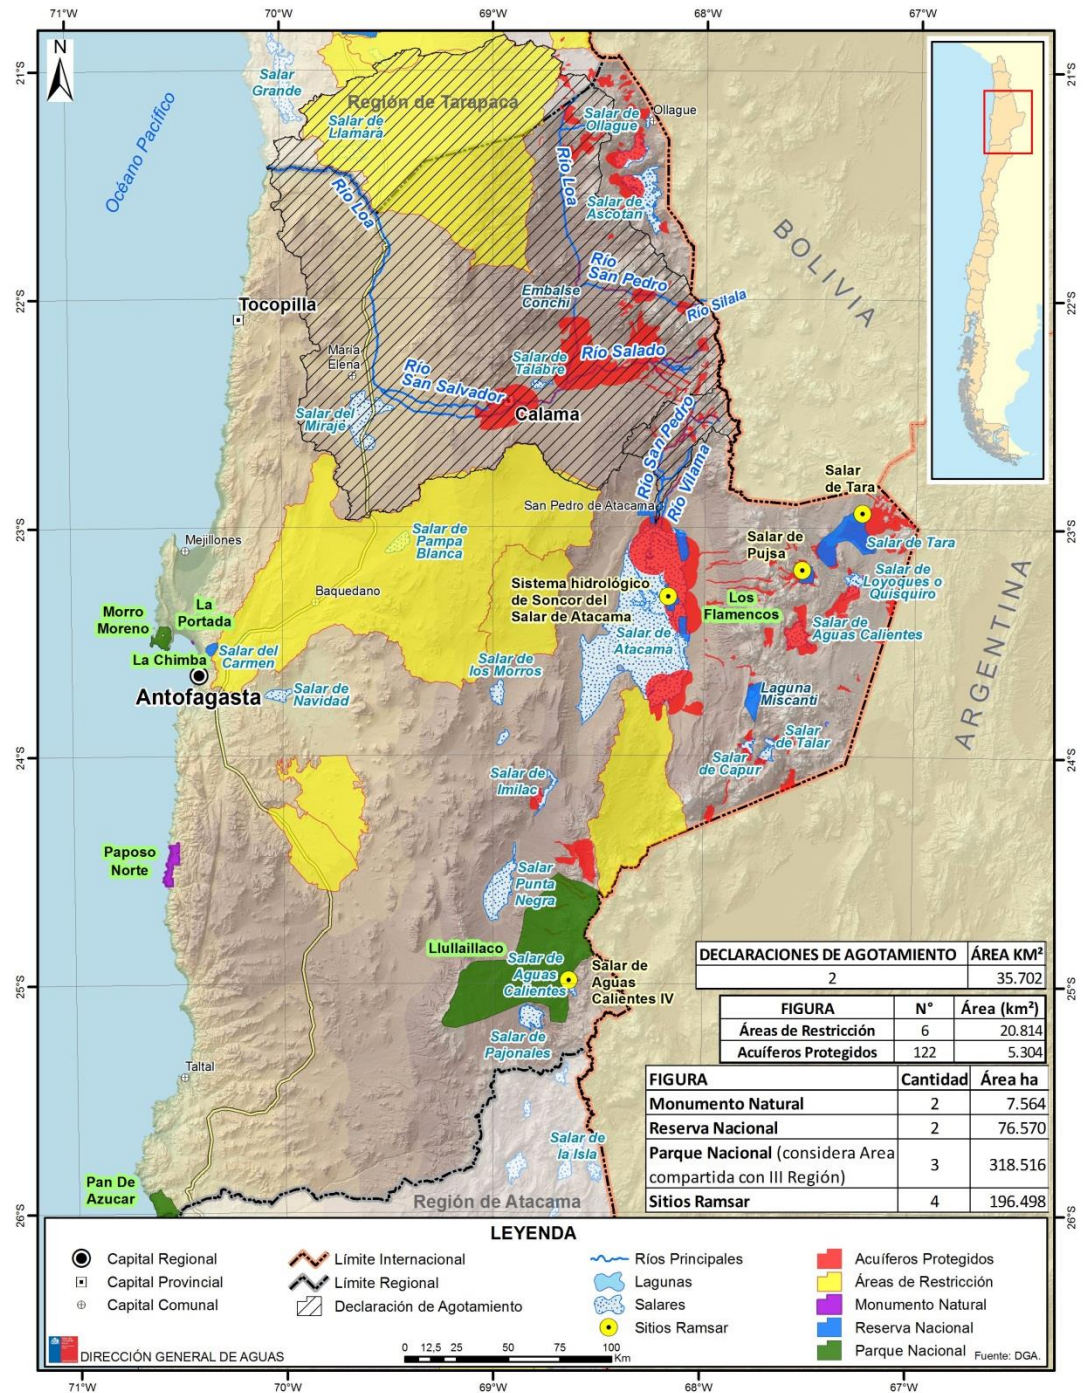 71°W
70°W
69°W
68°W
67°W
N
21°S
21°S
Océano Pacífico
Salar
Grande
Región de Tarapaca
Salar de
Llamara
Salar de
Ollague
Ollague
Río Loa
Río Loa
Salar de
Ascotan
BOLIVIA
Río
San Pedro
Embalse
Conchi
Río Silala
22°S
22°S
Tocopilla
María
Elena
Salar de
Talabre
Río Salado
Río
San Salvador
Calama
Salar del
Miraje
Río San Pedro
Río Vilama
San Pedro de Atacama
Salar
de Tara
23°S
23°S
Mejillones
Salar de
Pampa
Blanca
Salar de
Pujsa
Salar de Tara
Salar de
Loyoques o
Quisquiro
Baquedano
Sistema hidrológico
de Soncor del
Salar de Atacama
Los
Flamencos
Morro
Moreno
La
Portada
La Chimba
Salar del
Carmen
Salar de
Atacama
Salar de
Aguas Calientes
ARGENTINA
Antofagasta
Salar de
Navidad
Salar de
los Morros
Laguna
Miscanti
Salar
de Talar
Salar
de Capur
24°S
24°S
Salar de
Imilac
Paposo
Norte
Salar
Punta
Negra
Llullaillaco
Salar de
Aguas
Calientes
Salar de
Aguas
Calientes IV
25°S
25°S
Salar de
Pajonales
Taltal
Salar de
la Isla
Pan De
Azucar
Región de Atacama
26°S
26°S
DECLARACIONES DE AGOTAMIENTO ÁREA KM²
2 35.702
FIGURA N° Área (km²)
Áreas de Restricción 6 20.814
Acuíferos Protegidos 122 5.304
FIGURA Cantidad Área ha
Monumento Natural 2 7.564
Reserva Nacional 2 76.570
Parque Nacional (considera Area
compartida con III Región) 3 318.516
Sitios Ramsar 4 196.498
LEYENDA
Capital Regional
Capital Provincial
Capital Comunal
Límite Internacional
Límite Regional
Declaración de Agotamiento
Ríos Principales
Lagunas
Salares
Sitios Ramsar
Acuíferos Protegidos
Áreas de Restricción
Monumento Natural
Reserva Nacional
Parque Nacional
DIRECCIÓN GENERAL DE AGUAS
0 12,5 25 50 75 100
Km
Fuente: DGA.
71°W
70°W
69°W
68°W
67°W